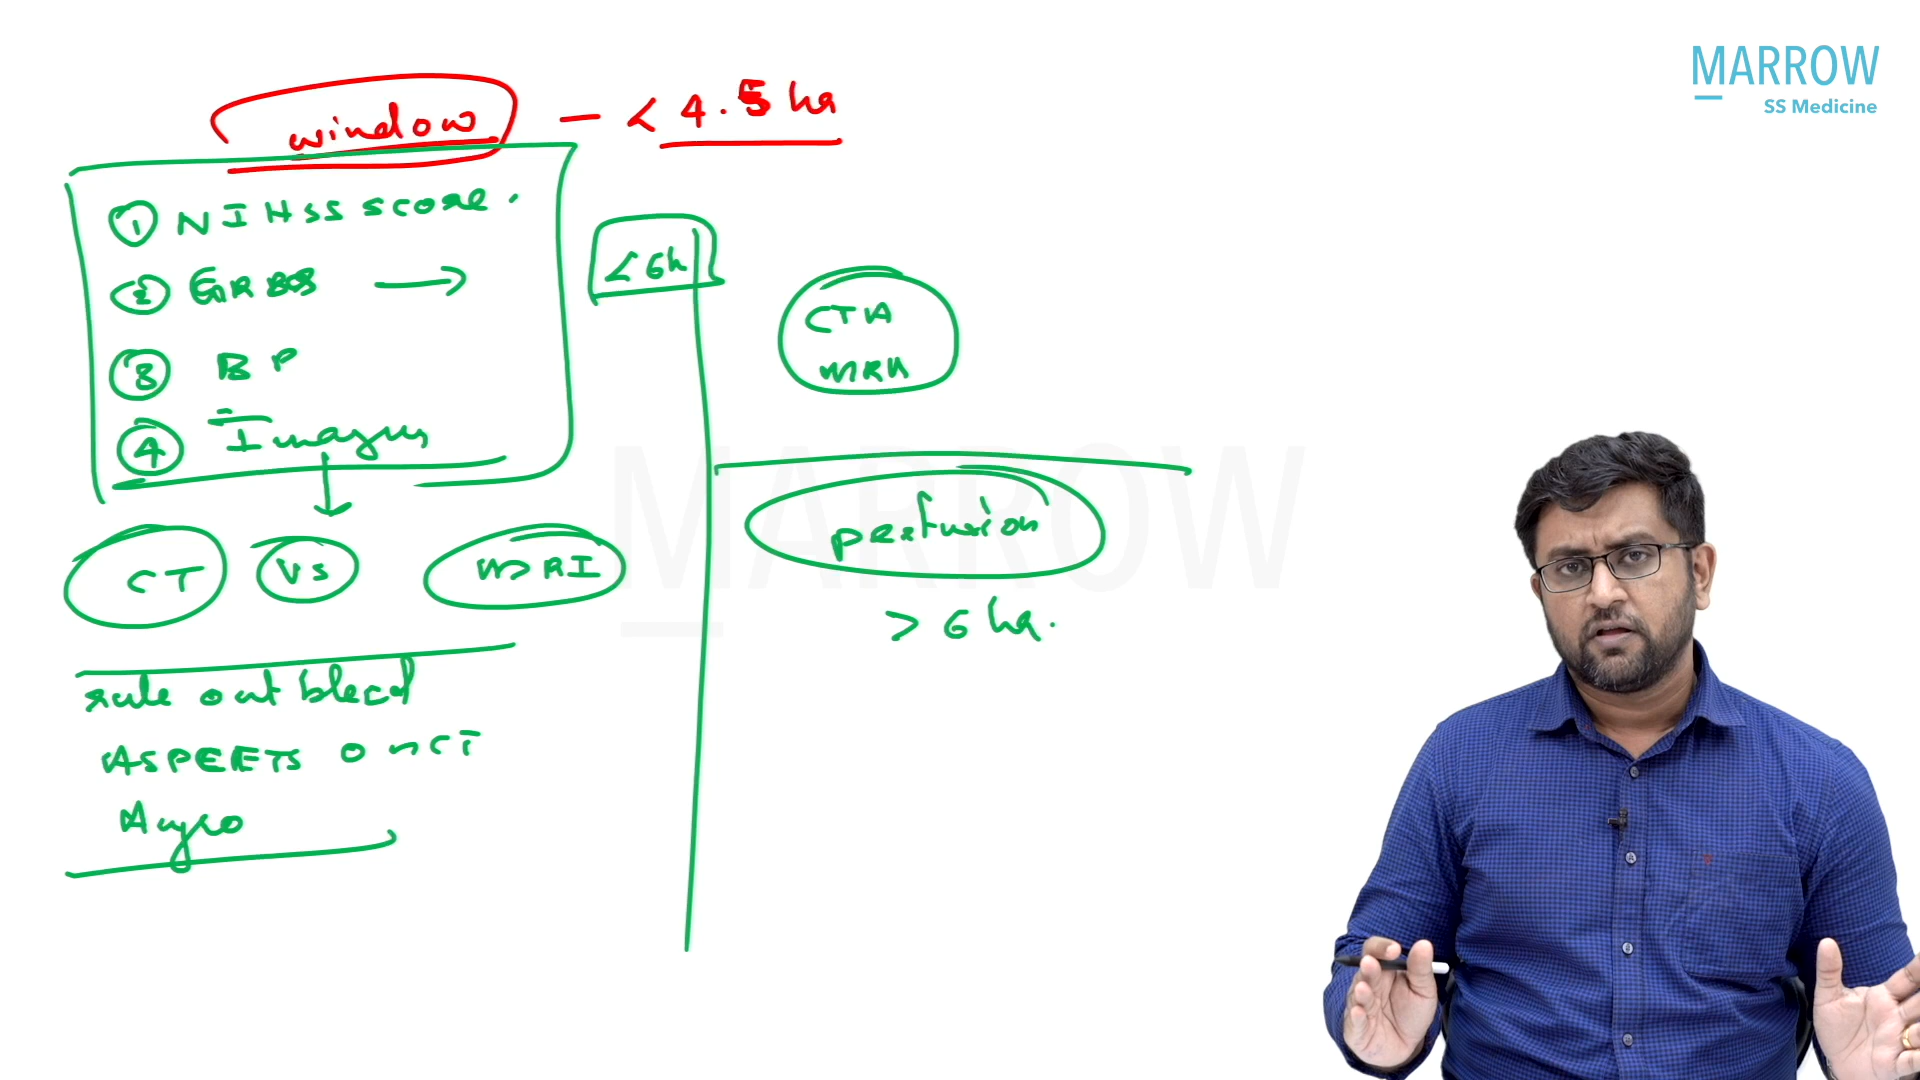 MARROW
SS Medicine
window - < 4.5 hr
1 NIHSS score.
2 GRBS →
3 BP
4 Imaging
CT VS MRI
rule out bleed
ASPECTS on CT
Angio
< 6h
CTA
MRA
perfusion
> 6 hr.
MARROW